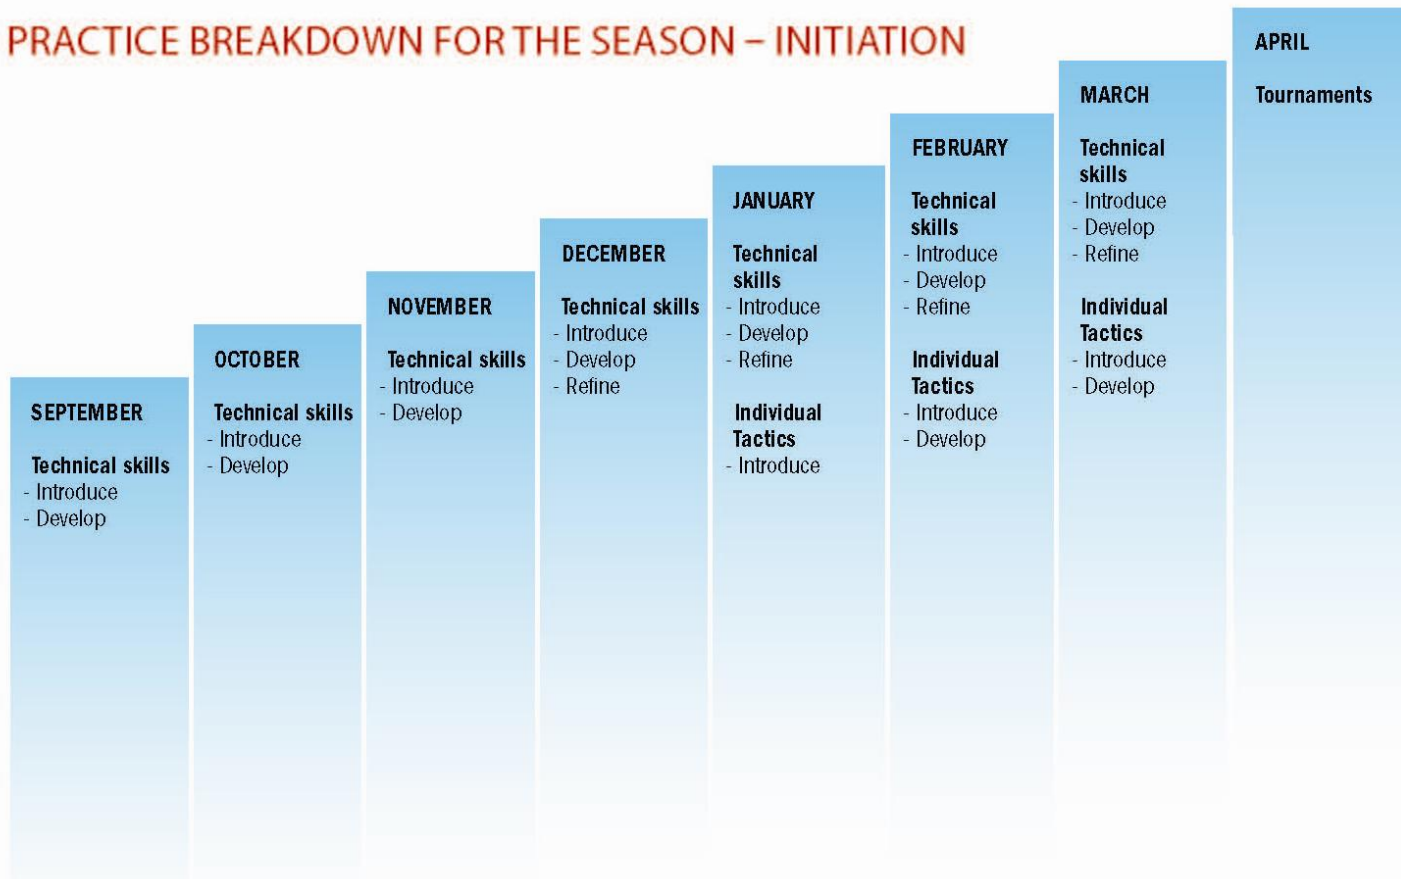 PRACTICE BREAKDOWN FOR THE SEASON – INITIATION
SEPTEMBER
Technical skills
- Introduce
- Develop
OCTOBER
Technical skills
- Introduce
- Develop
NOVEMBER
Technical skills
- Introduce
- Develop
DECEMBER
Technical skills
- Introduce
- Develop
- Refine
JANUARY
Technical
skills
- Introduce
- Develop
- Refine
Individual
Tactics
- Introduce
FEBRUARY
Technical
skills
- Introduce
- Develop
- Refine
Individual
Tactics
- Introduce
- Develop
MARCH
Technical
skills
- Introduce
- Develop
- Refine
Individual
Tactics
- Introduce
- Develop
APRIL
Tournaments